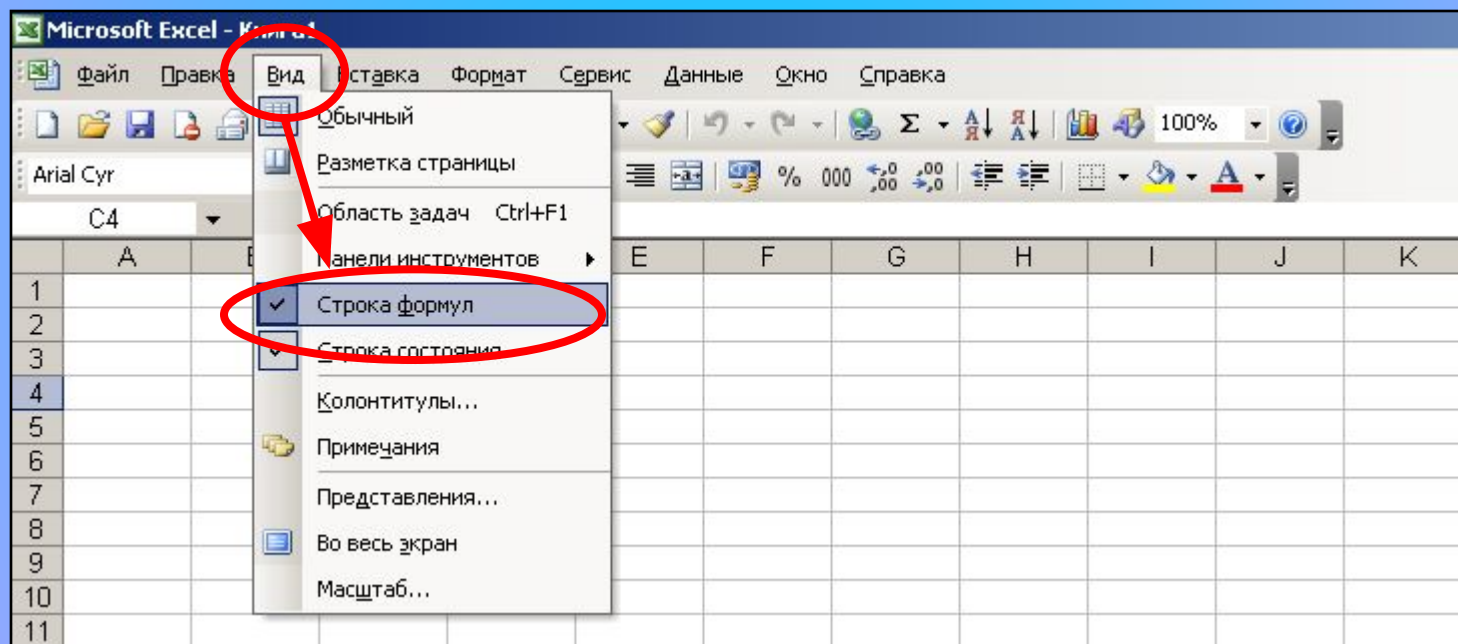 Microsoft Excel - Книга1
Файл Правка Вид Вставка Формат Сервис Данные Окно Справка
100%
Arial Cyr % 000
C4
A E F G H I J K
Обычный
Разметка страницы
Область задач Ctrl+F1
Панели инструментов
Строка формул
Строка состояния
Колонтитулы...
Примечания
Представления...
Во весь экран
Масштаб...
1
2
3
4
5
6
7
8
9
10
11